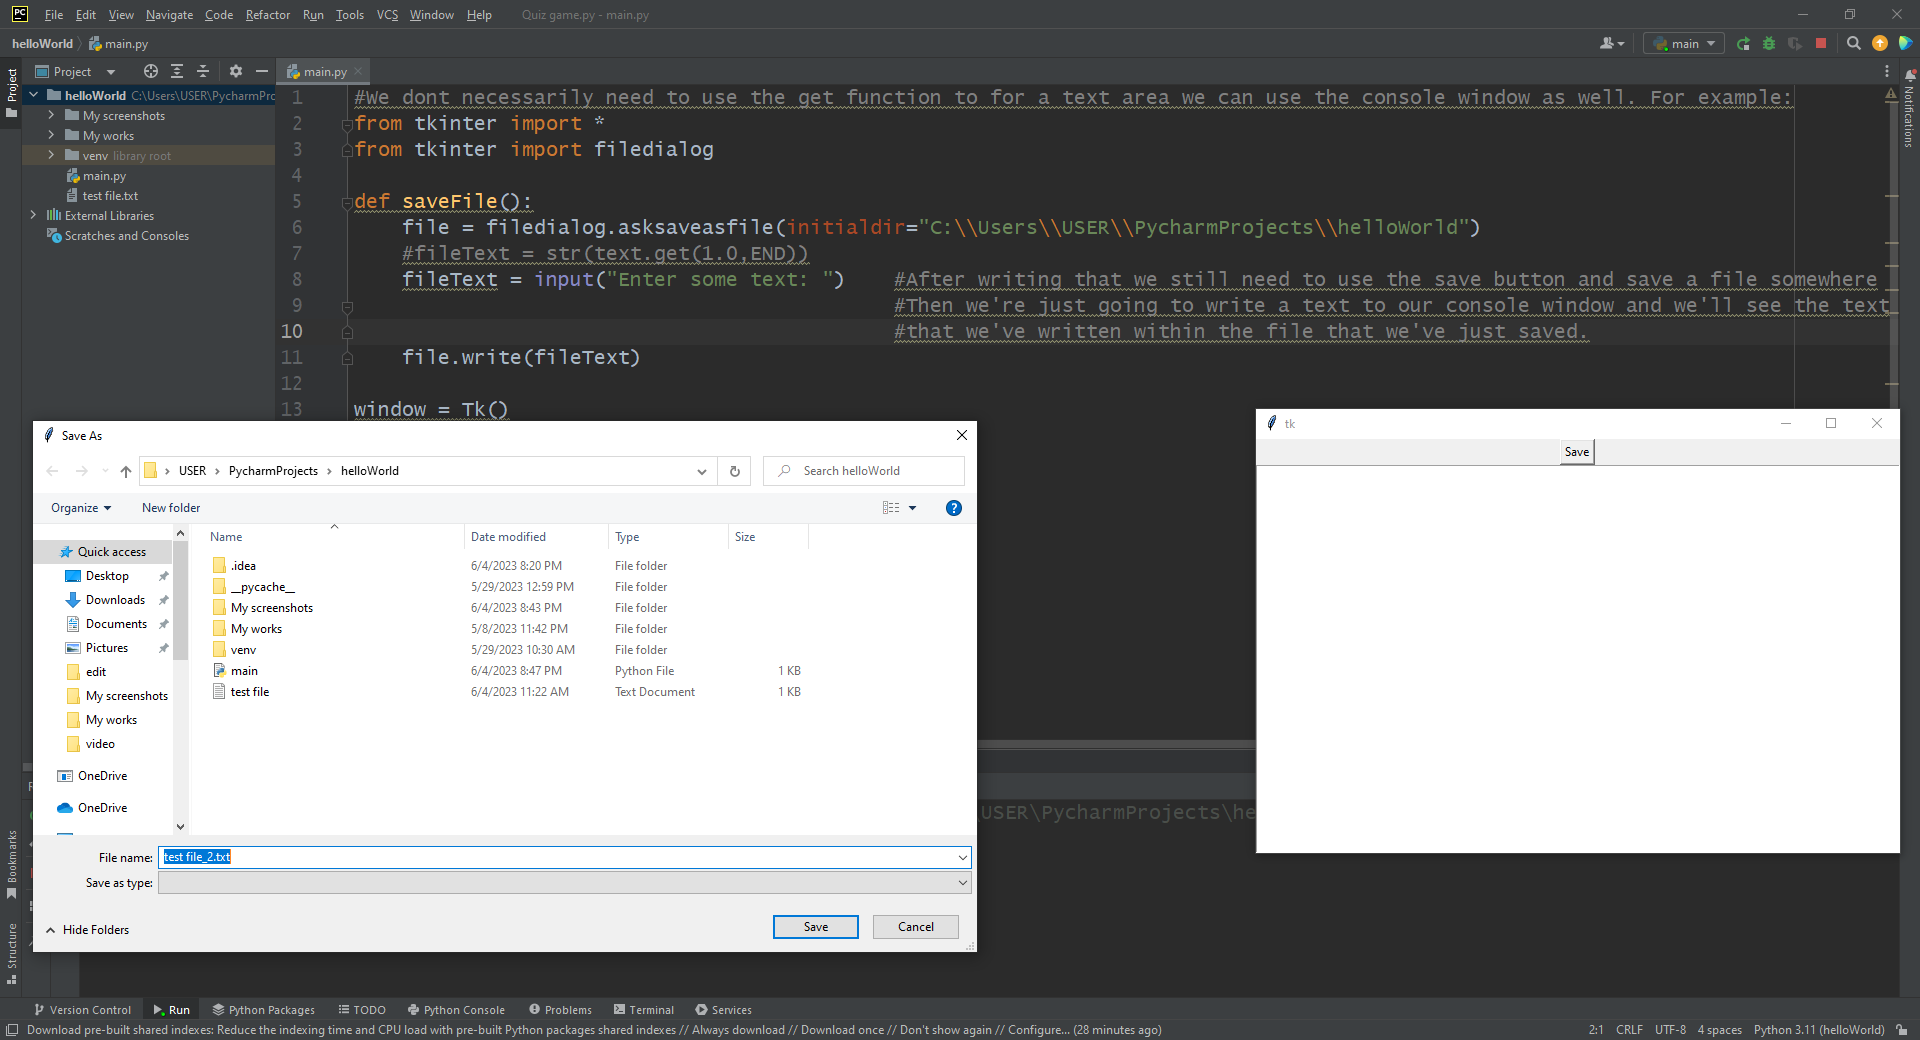 PC File Edit View Navigate Code Refactor Run Tools VCS Window Help Quiz game.py - main.py
helloWorld main.py main
Project main.py
Project
Notifications
helloWorld C:\Users\USER\PycharmPrc
My screenshots
My works
venv library root
main.py
test file.txt
External Libraries
Scratches and Consoles
1 #We dont necessarily need to use the get function to for a text area we can use the console window as well. For example:
2 from tkinter import *
3 from tkinter import filedialog
4
5 def saveFile():
6 file = filedialog.asksaveasfile(initialdir="C:\\Users\\USER\\PycharmProjects\\helloWorld")
7 #fileText = str(text.get(1.0,END))
8 fileText = input("Enter some text: ") #After writing that we still need to use the save button and save a file somewhere
9 #Then we're just going to write a text to our console window and we'll see the text
10 #that we've written within the file that we've just saved.
11 file.write(fileText)
12
13 window = Tk()
Save As
USER PycharmProjects helloWorld Search helloWorld
Organize New folder
Name Date modified Type Size
Quick access
Desktop
Downloads
Documents
Pictures
edit
My screenshots
My works
video
OneDrive
OneDrive
.idea 6/4/2023 8:20 PM File folder
__pycache__ 5/29/2023 12:59 PM File folder
My screenshots 6/4/2023 8:43 PM File folder
My works 5/8/2023 11:42 PM File folder
venv 5/29/2023 10:30 AM File folder
main 6/4/2023 8:47 PM Python File 1 KB
test file 6/4/2023 11:22 AM Text Document 1 KB
File name: test file_2.txt
Save as type:
Hide Folders Save Cancel
tk
Save
\USER\PycharmProjects\he
Bookmarks
Structure
Version Control Run Python Packages TODO Python Console Problems Terminal Services
Download pre-built shared indexes: Reduce the indexing time and CPU load with pre-built Python packages shared indexes // Always download // Download once // Don't show again // Configure... (28 minutes ago) 2:1 CRLF UTF-8 4 spaces Python 3.11 (helloWorld)